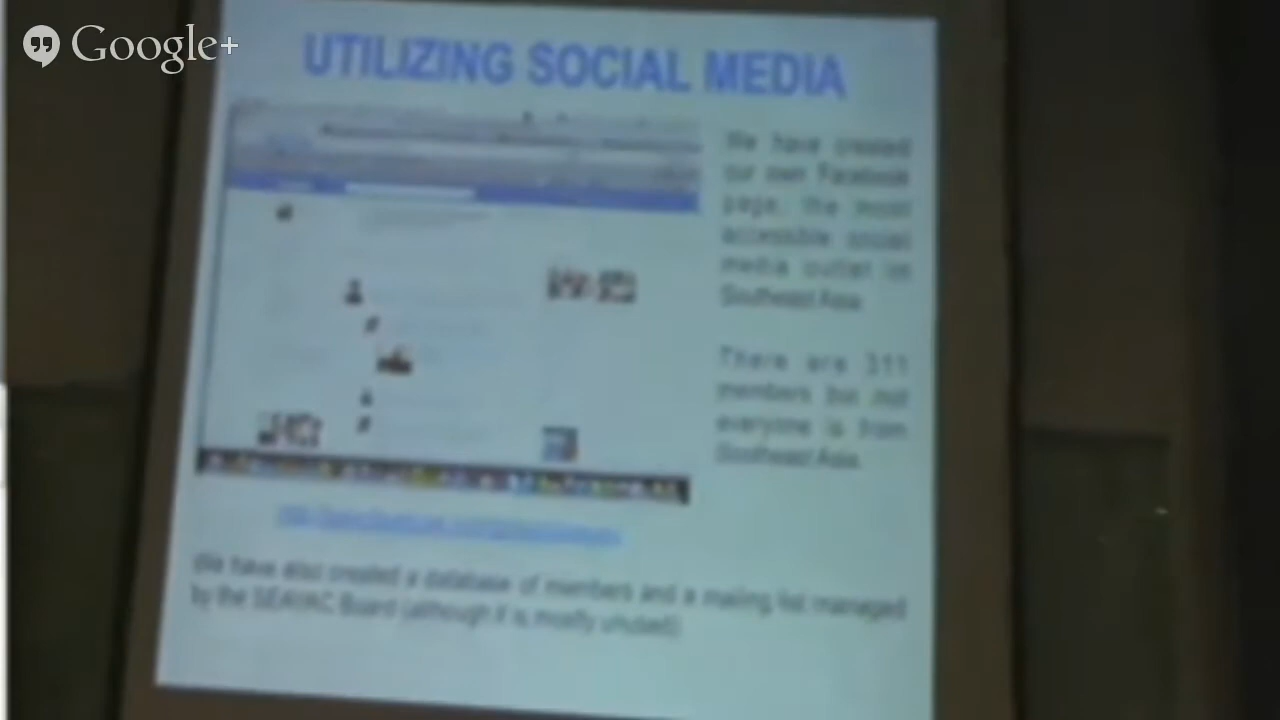 Google+
UTILIZING SOCIAL MEDIA
We have created
our own Facebook
page, the most
accessible social
media outlet in
Southeast Asia.
There are 311
members but not
everyone is from
Southeast Asia.
We have also created a database of members and a mailing list managed
by the SEAYAC Board (although it is mostly unused)